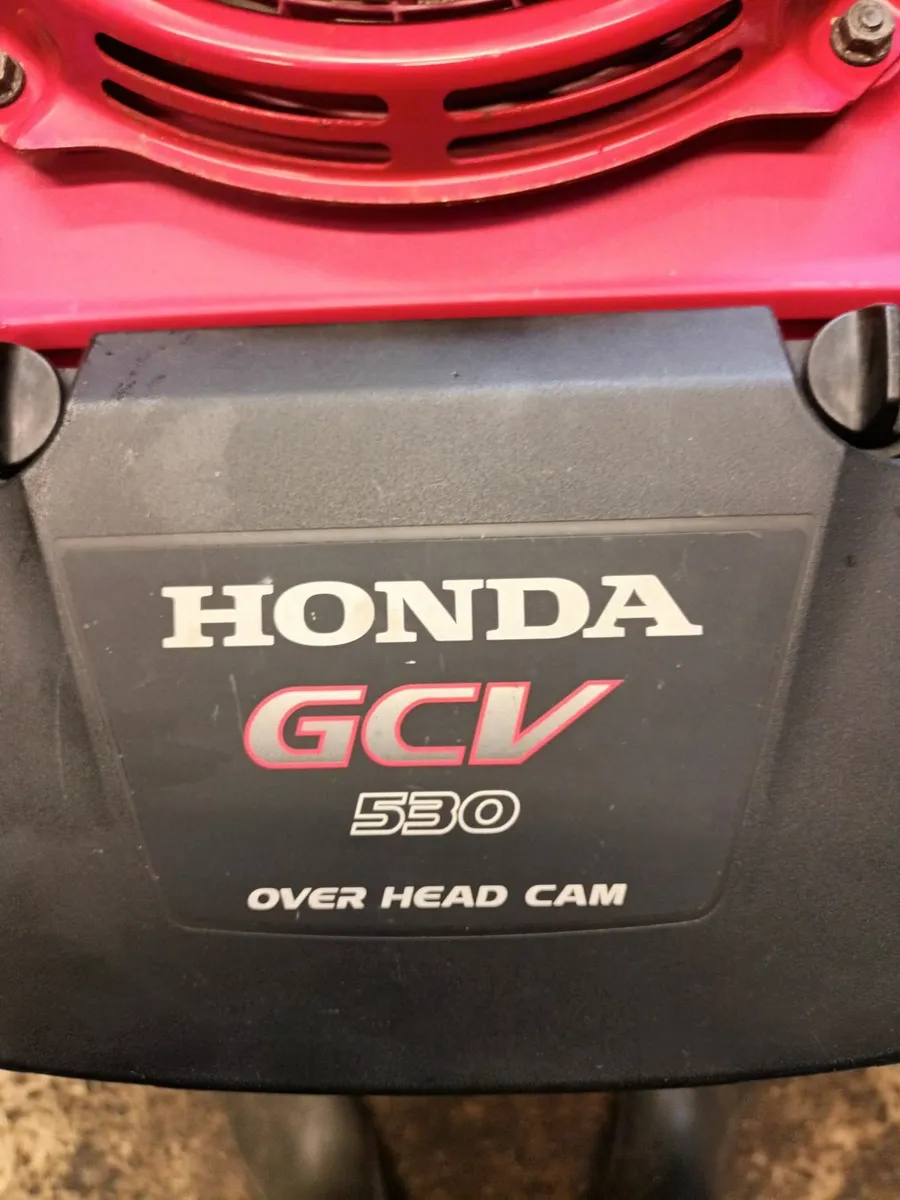 HONDA
GCV
530
OVER HEAD CAM